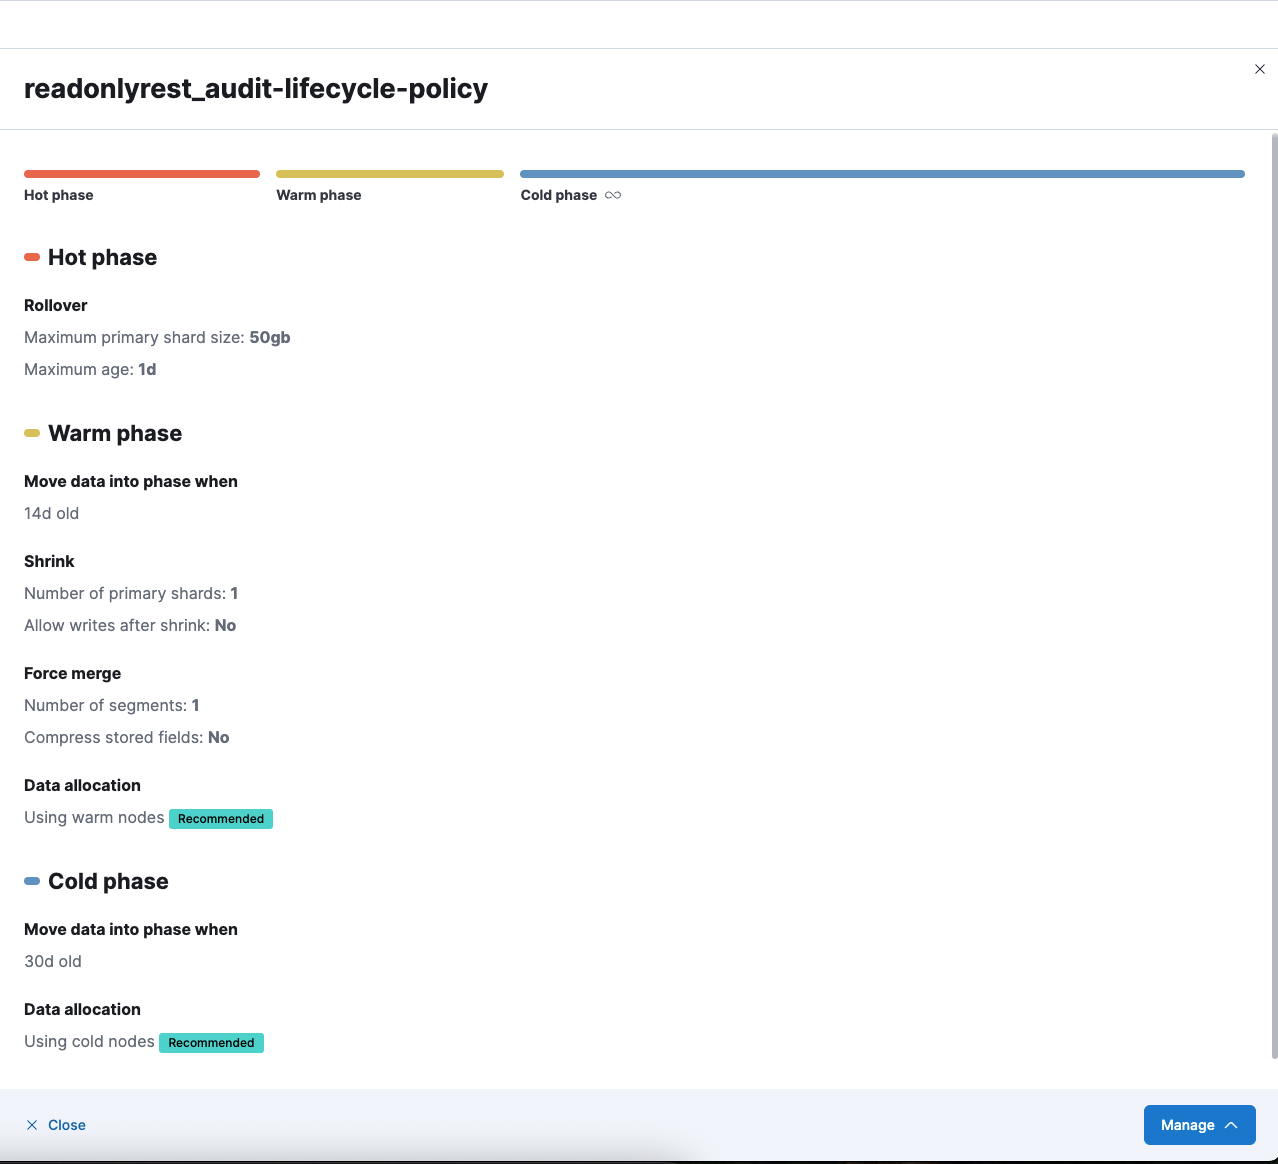 readonlyrest_audit-lifecycle-policy
Hot phase
Warm phase
Cold phase
Hot phase
Rollover
Maximum primary shard size: 50gb
Maximum age: 1d
Warm phase
Move data into phase when
14d old
Shrink
Number of primary shards: 1
Allow writes after shrink: No
Force merge
Number of segments: 1
Compress stored fields: No
Data allocation
Using warm nodes Recommended
Cold phase
Move data into phase when
30d old
Data allocation
Using cold nodes Recommended
Close
Manage